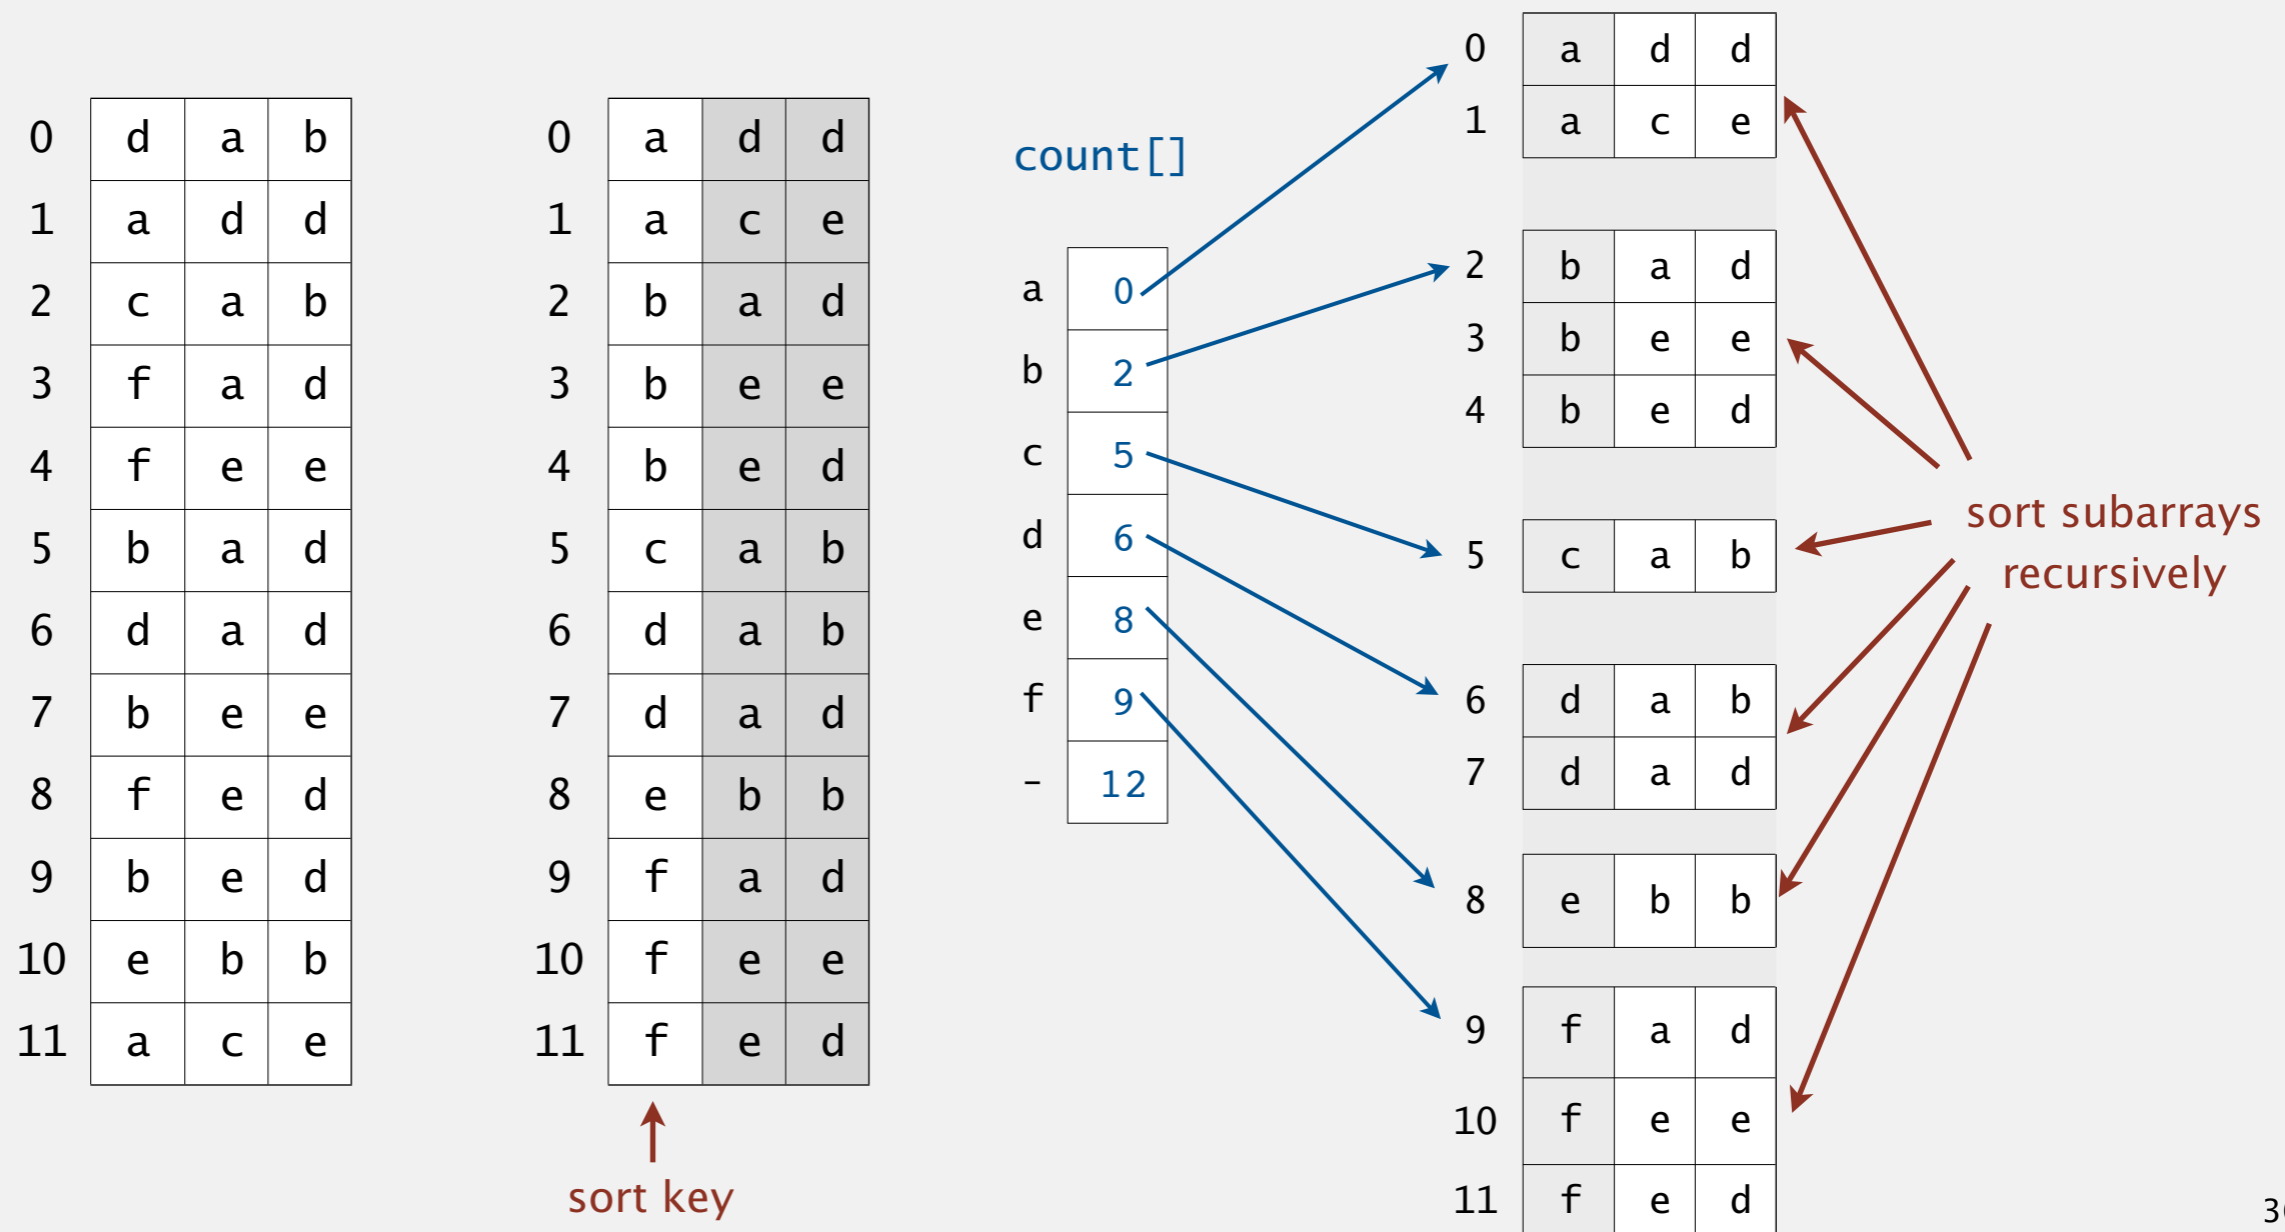 0 d a b
1 a d d
2 c a b
3 f a d
4 f e e
5 b a d
6 d a d
7 b e e
8 f e d
9 b e d
10 e b b
11 a c e
0 a d d
1 a c e
2 b a d
3 b e e
4 b e d
5 c a b
6 d a b
7 d a d
8 e b b
9 f a d
10 f e e
11 f e d
sort key
count[]
a 0
b 2
c 5
d 6
e 8
f 9
- 12
0 a d d
1 a c e
2 b a d
3 b e e
4 b e d
5 c a b
6 d a b
7 d a d
8 e b b
9 f a d
10 f e e
11 f e d
sort subarrays
recursively